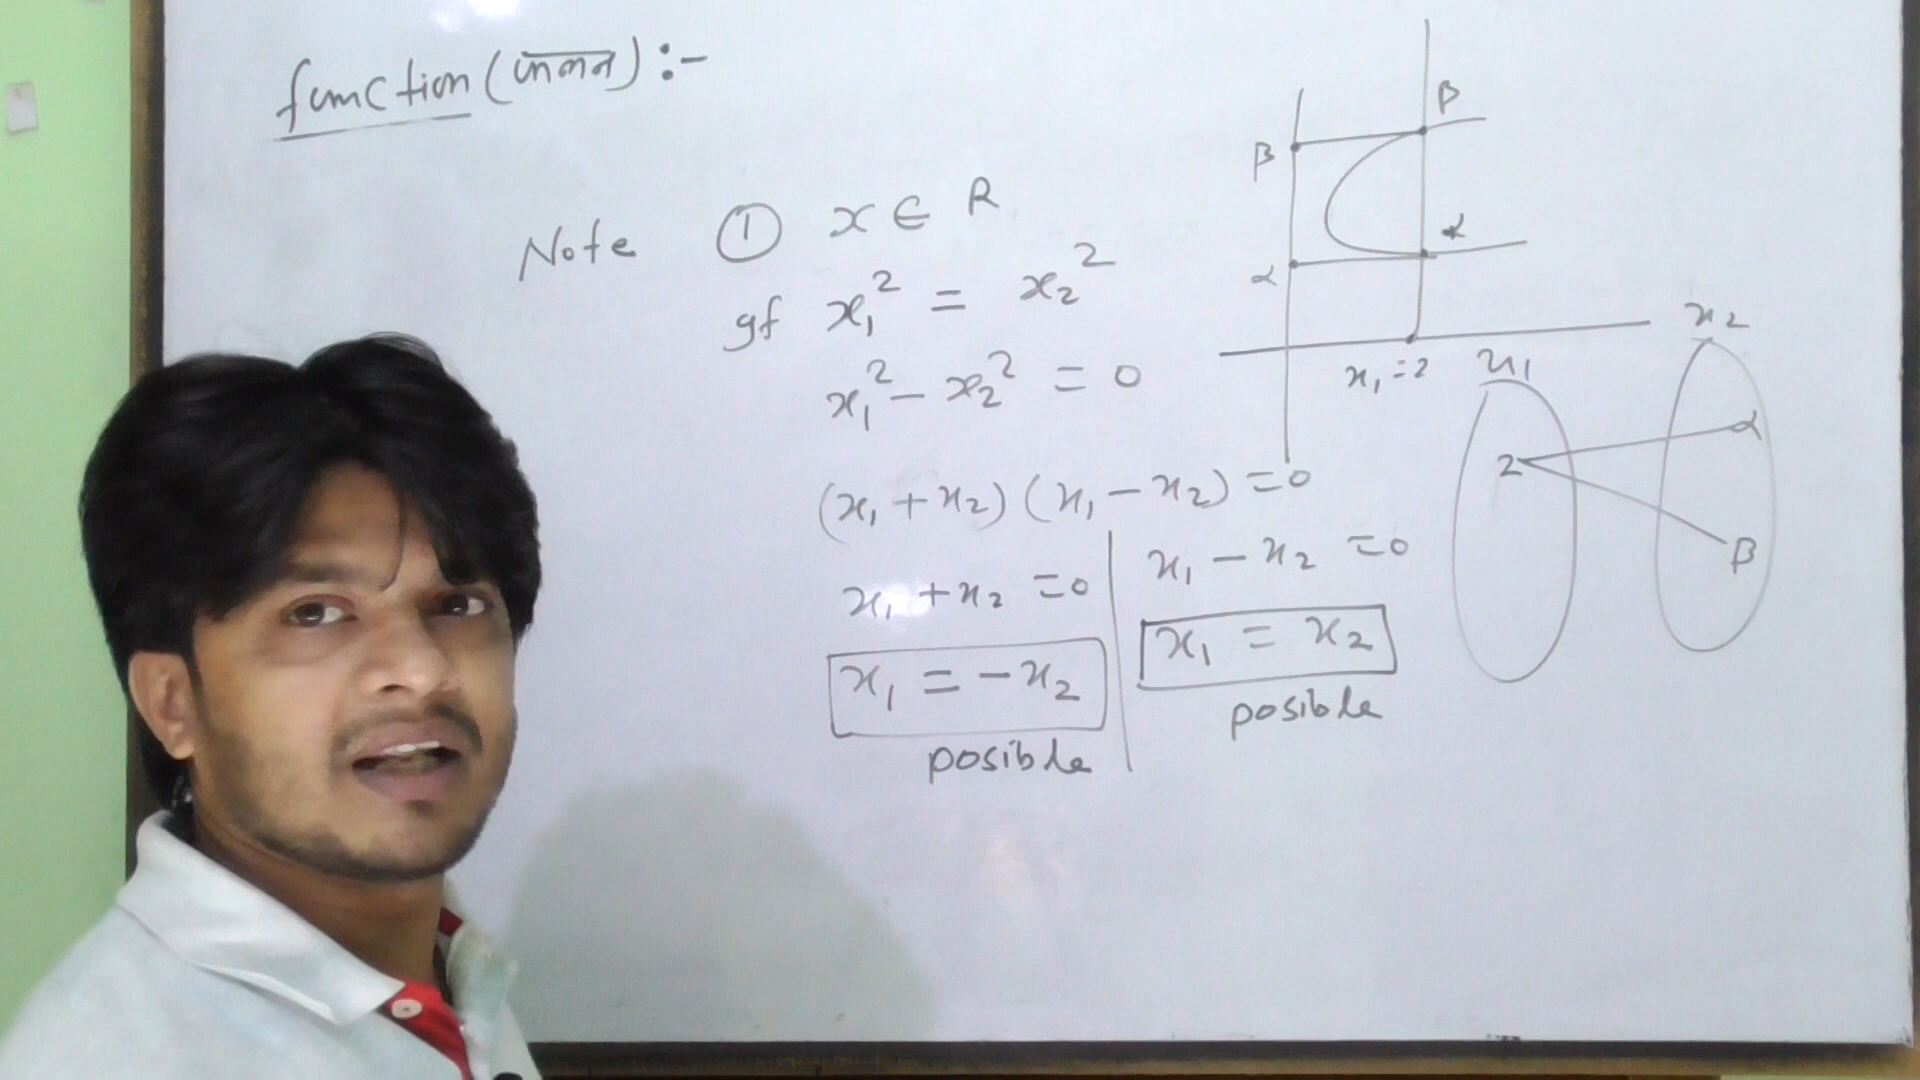 function (फलन) :-
Note ① x ∈ R
gf x₁² = x₂²
x₁² - x₂² = 0
(x₁ + x₂) (x₁ - x₂) = 0
x₁ + x₂ = 0
x₁ = -x₂
posible
x₁ - x₂ = 0
x₁ = x₂
posible
β
β
α
α
x₁ = 2
x₁
x₂
2
α
β